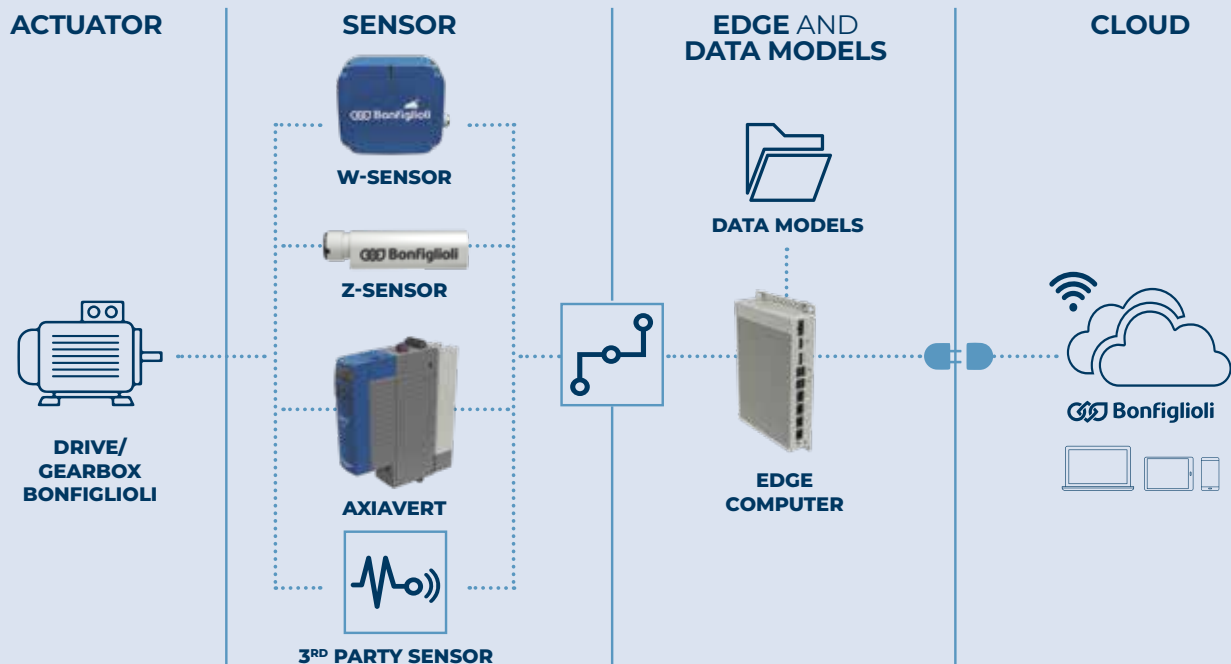 ACTUATOR
DRIVE/
GEARBOX
BONFIGLIOLI
SENSOR
Bonfiglioli
W-SENSOR
Bonfiglioli
Z-SENSOR
AXIAVERT
3RD PARTY SENSOR
EDGE AND
DATA MODELS
DATA MODELS
EDGE
COMPUTER
CLOUD
Bonfiglioli